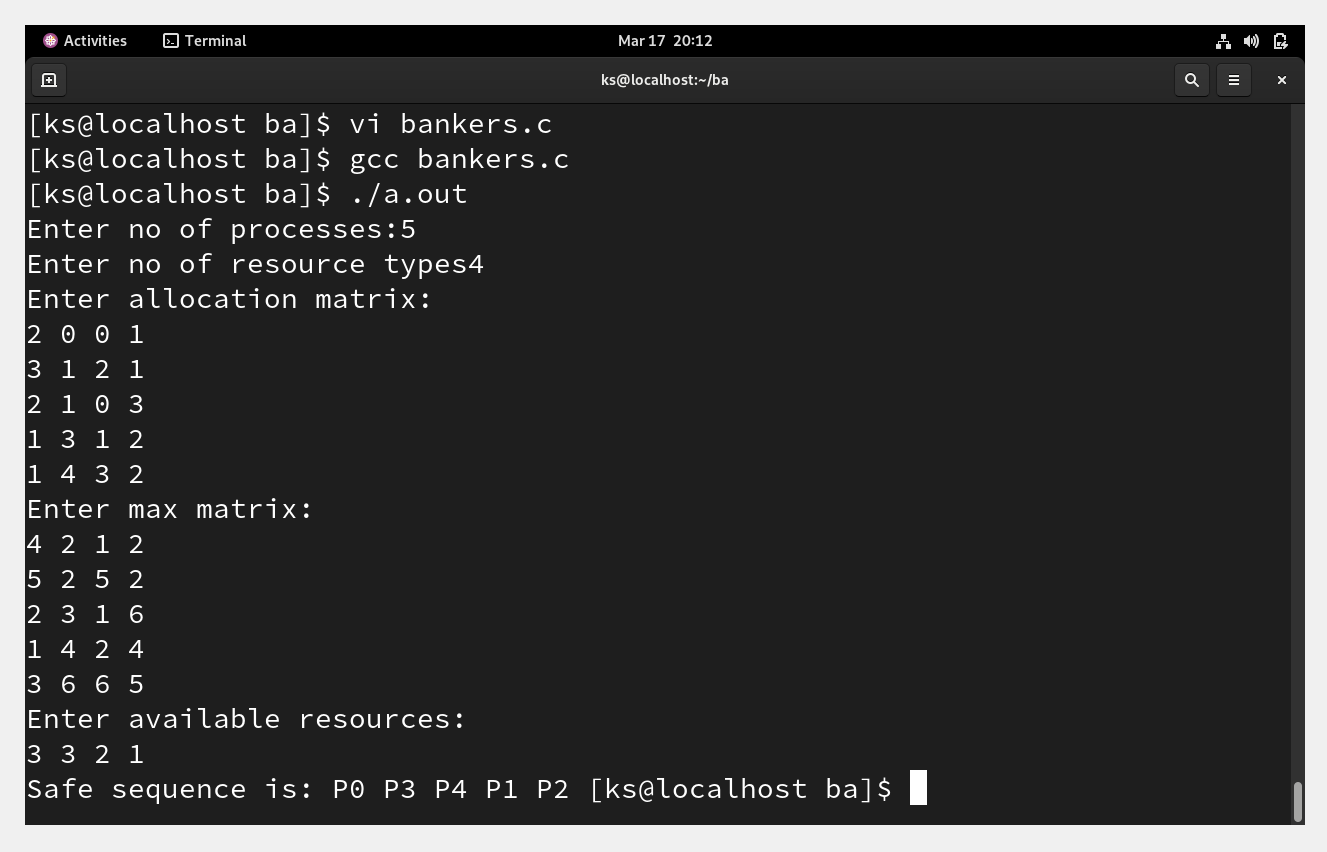 Activities Terminal Mar 17 20:12
ks@localhost:~/ba
[ks@localhost ba]$ vi bankers.c
[ks@localhost ba]$ gcc bankers.c
[ks@localhost ba]$ ./a.out
Enter no of processes:5
Enter no of resource types4
Enter allocation matrix:
2 0 0 1
3 1 2 1
2 1 0 3
1 3 1 2
1 4 3 2
Enter max matrix:
4 2 1 2
5 2 5 2
2 3 1 6
1 4 2 4
3 6 6 5
Enter available resources:
3 3 2 1
Safe sequence is: P0 P3 P4 P1 P2 [ks@localhost ba]$